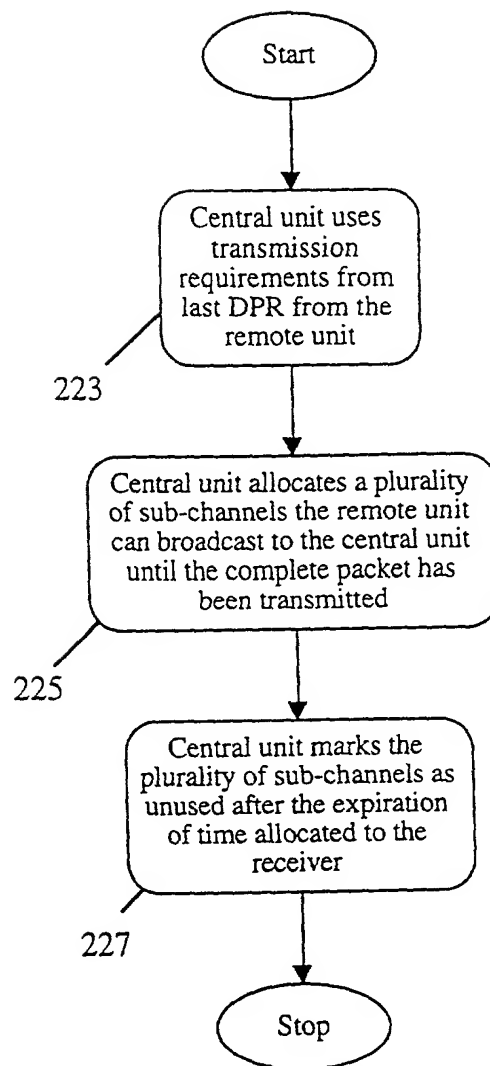 Start
Central unit uses
transmission
requirements from
last DPR from the
remote unit
223
Central unit allocates a plurality
of sub-channels the remote unit
can broadcast to the central unit
until the complete packet has
been transmitted
225
Central unit marks the
plurality of sub-channels as
unused after the expiration
of time allocated to the
receiver
227
Stop